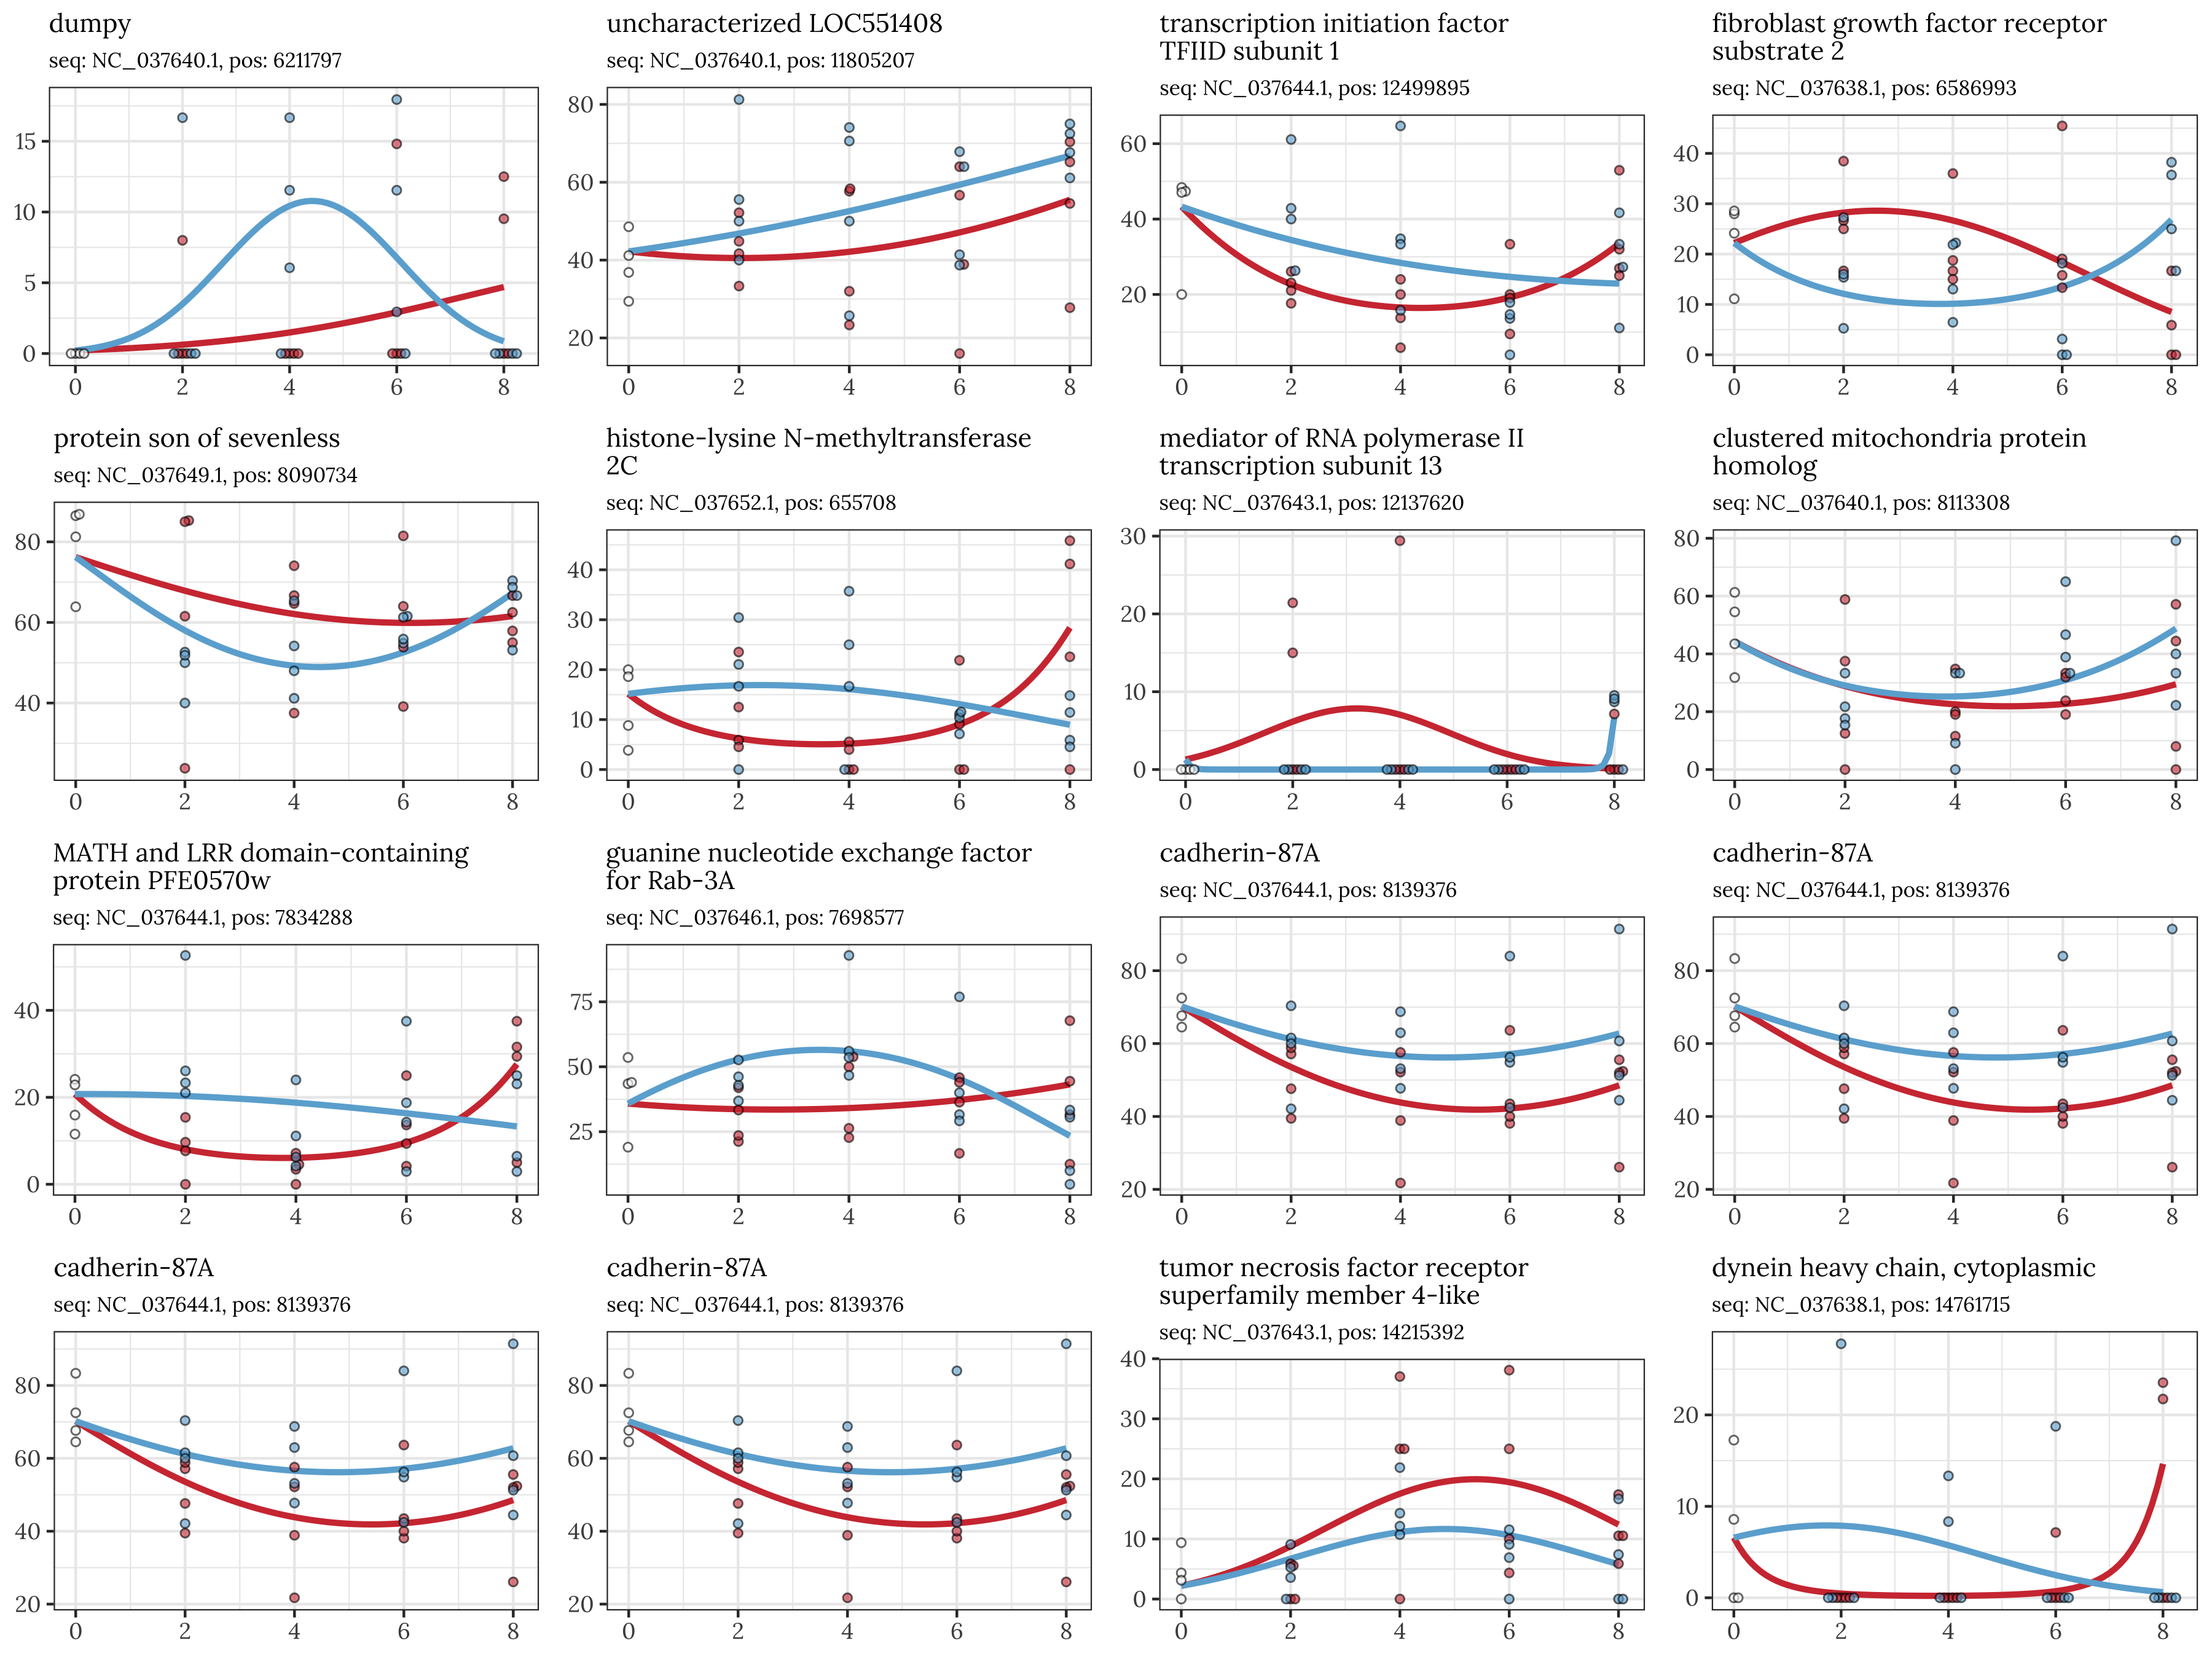 dumpy
seq: NC_037640.1, pos: 6211797
15
10
5
0
0 2 4 6 8
uncharacterized LOC551408
seq: NC_037640.1, pos: 11805207
80
60
40
20
0 2 4 6 8
transcription initiation factor
TFIID subunit 1
seq: NC_037644.1, pos: 12499895
60
40
20
0 2 4 6 8
fibroblast growth factor receptor
substrate 2
seq: NC_037638.1, pos: 6586993
40
30
20
10
0
0 2 4 6 8
protein son of sevenless
seq: NC_037649.1, pos: 8090734
80
60
40
0 2 4 6 8
histone-lysine N-methyltransferase
2C
seq: NC_037652.1, pos: 655708
40
30
20
10
0
0 2 4 6 8
mediator of RNA polymerase II
transcription subunit 13
seq: NC_037643.1, pos: 12137620
30
20
10
0
0 2 4 6 8
clustered mitochondria protein
homolog
seq: NC_037640.1, pos: 8113308
80
60
40
20
0
0 2 4 6 8
MATH and LRR domain-containing
protein PFE0570w
seq: NC_037644.1, pos: 7834288
40
20
0
0 2 4 6 8
guanine nucleotide exchange factor
for Rab-3A
seq: NC_037646.1, pos: 7698577
75
50
25
0 2 4 6 8
cadherin-87A
seq: NC_037644.1, pos: 8139376
80
60
40
20
0 2 4 6 8
cadherin-87A
seq: NC_037644.1, pos: 8139376
80
60
40
20
0 2 4 6 8
cadherin-87A
seq: NC_037644.1, pos: 8139376
80
60
40
20
0 2 4 6 8
cadherin-87A
seq: NC_037644.1, pos: 8139376
80
60
40
20
0 2 4 6 8
tumor necrosis factor receptor
superfamily member 4-like
seq: NC_037643.1, pos: 14215392
40
30
20
10
0
0 2 4 6 8
dynein heavy chain, cytoplasmic
seq: NC_037638.1, pos: 14761715
20
10
0
0 2 4 6 8